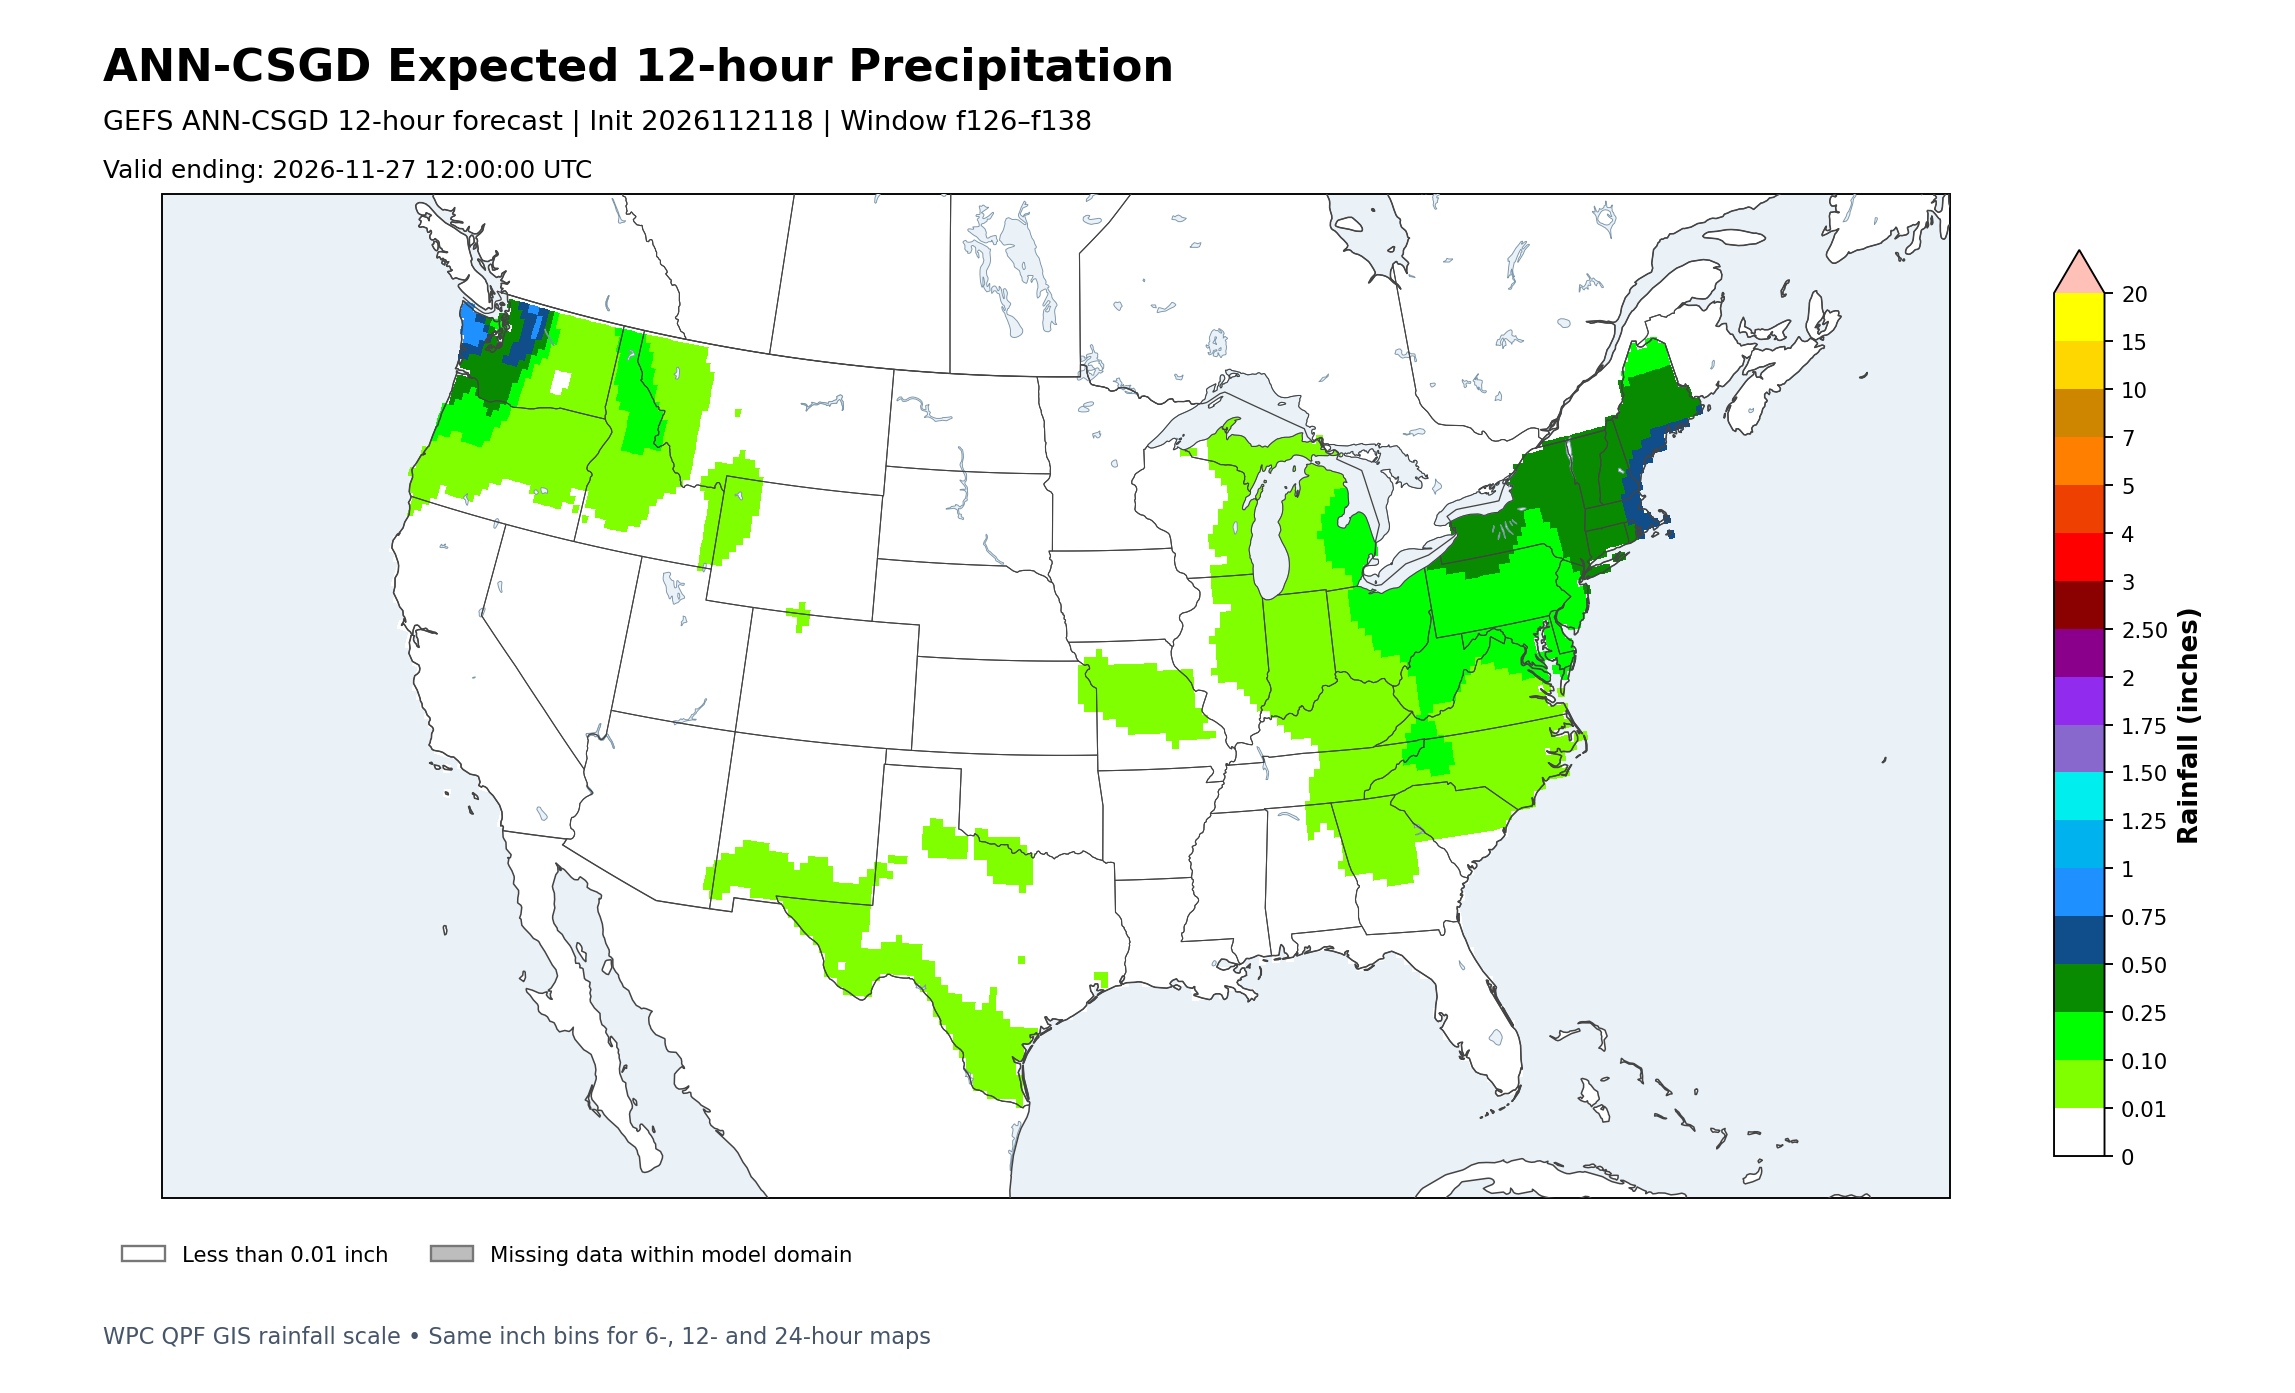 ANN-CSGD Expected 12-hour Precipitation
GEFS ANN-CSGD 12-hour forecast | Init 2026112118 | Window f126–f138
Valid ending: 2026-11-27 12:00:00 UTC
20
15
10
7
5
4
3
2.50
2
1.75
1.50
1.25
1
0.75
0.50
0.25
0.10
0.01
0
Rainfall (inches)
Less than 0.01 inch
Missing data within model domain
WPC QPF GIS rainfall scale • Same inch bins for 6-, 12- and 24-hour maps